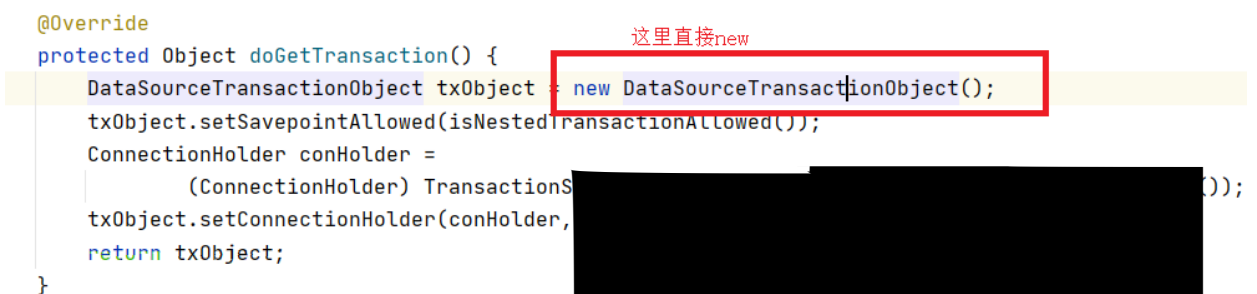 @Override
这里直接new
protected Object doGetTransaction() {
DataSourceTransactionObject txObject = new DataSourceTransactionObject();
txObject.setSavepointAllowed(isNestedTransactionAllowed());
ConnectionHolder conHolder =
(ConnectionHolder) TransactionS ());
txObject.setConnectionHolder(conHolder,
return txObject;
}